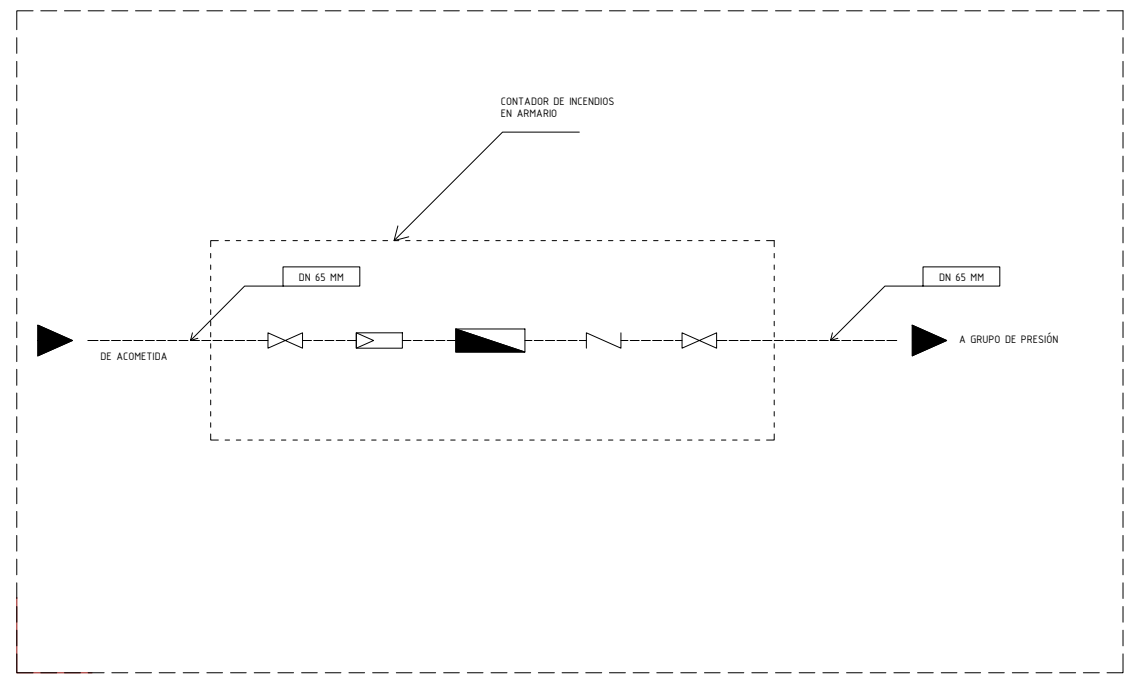 CONTADOR DE INCENDIOS
EN ARMARIO
DN 65 MM
DN 65 MM
DE ACOMETIDA
A GRUPO DE PRESIÓN